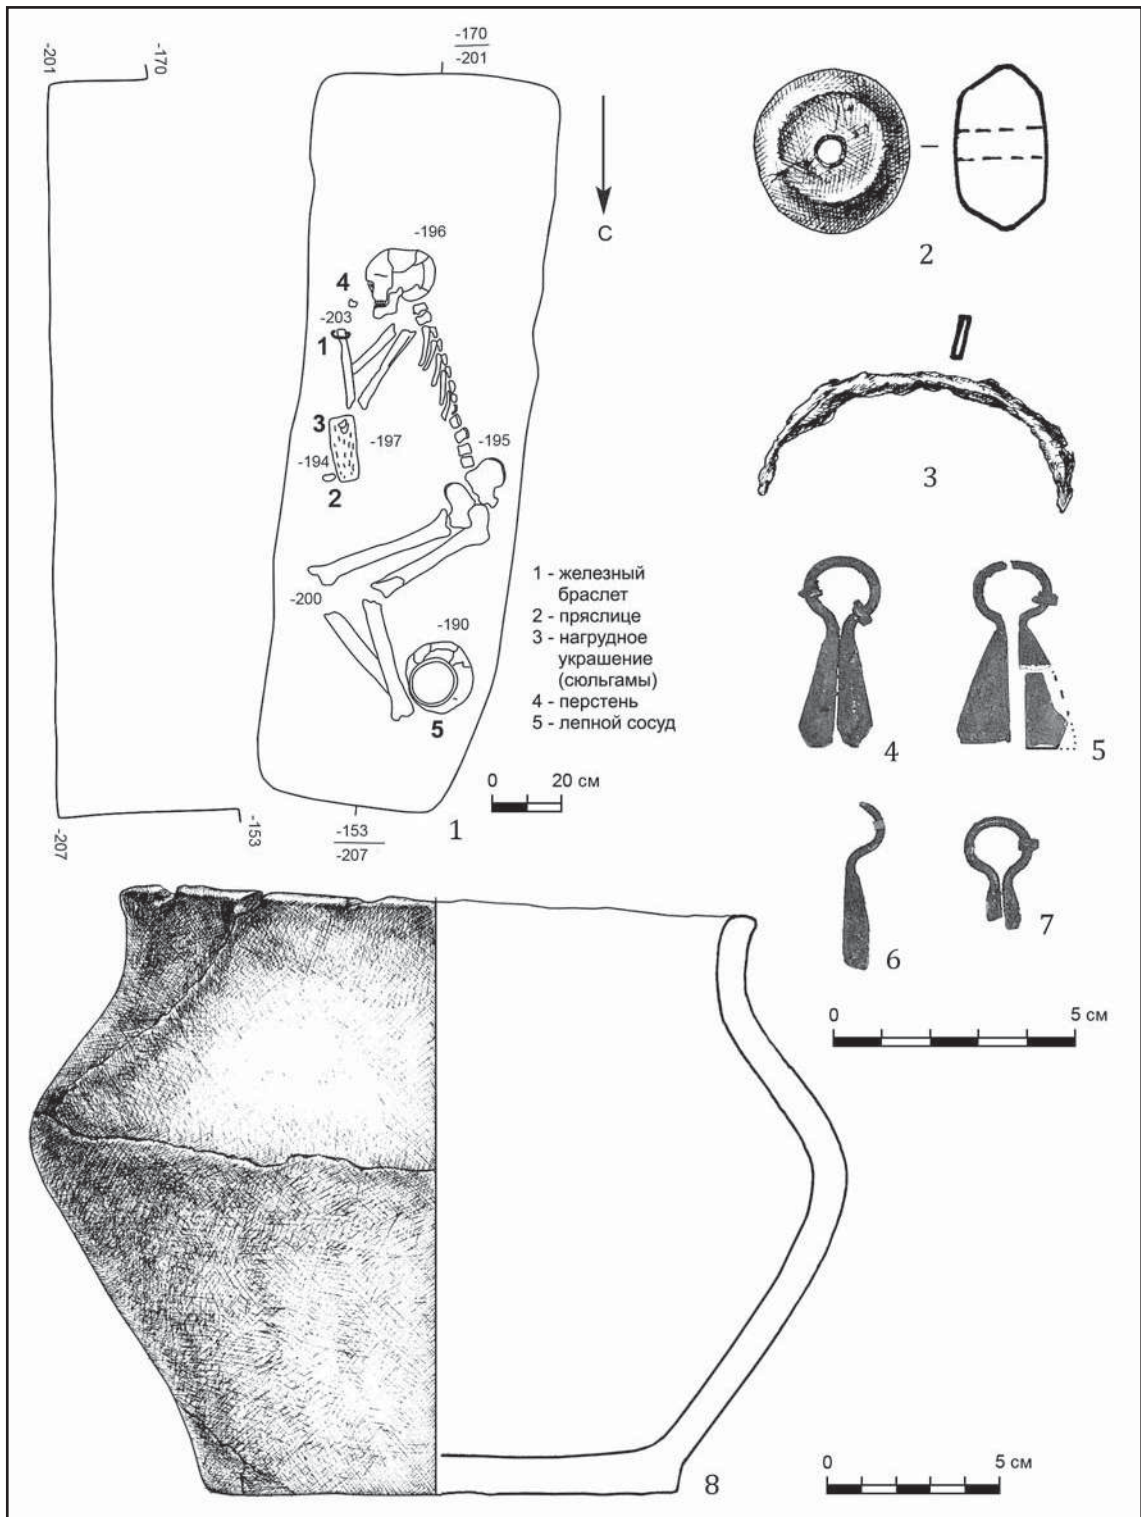 -201
-170
-170
-201
С
-196
4
-203
1
3
-197
-194
2
-195
-200
-190
5
1 - железный
браслет
2 - пряслице
3 - нагрудное
украшение
(сюльгамы)
4 - перстень
5 - лепной сосуд
0 20 см
1
-207
-153
-153
-207
2
3
4
5
6
7
0 5 см
8
0 5 см